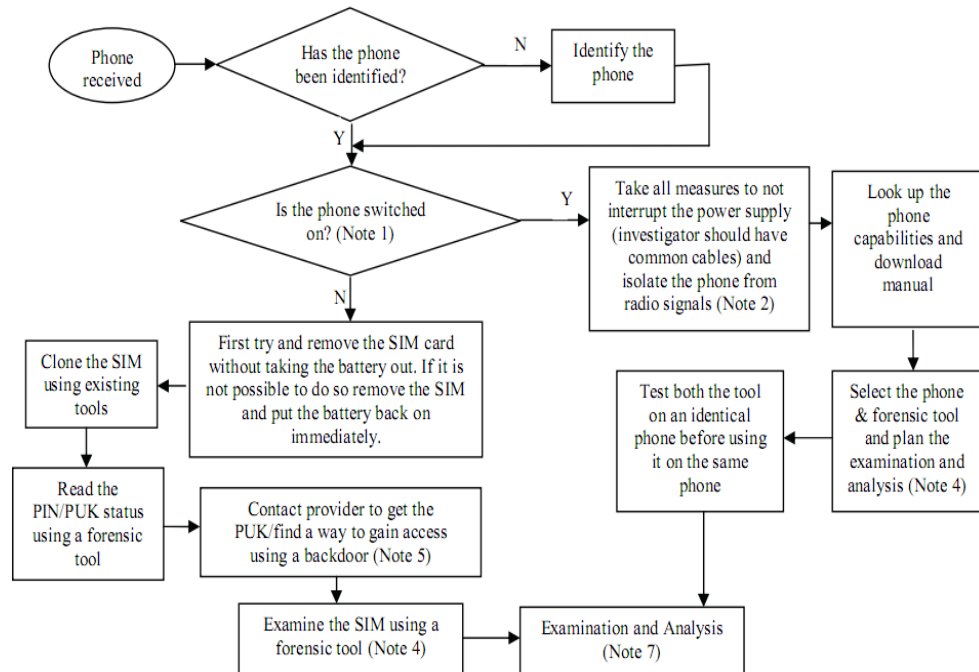 Phone
received
Has the phone
been identified?
N
Identify the
phone
Y
Is the phone switched
on? (Note 1)
Y
Take all measures to not
interrupt the power supply
(investigator should have
common cables) and
isolate the phone from
radio signals (Note 2)
Look up the
phone
capabilities and
download
manual
N
First try and remove the SIM card
without taking the battery out. If it is
not possible to do so remove the SIM
and put the battery back on
immediately.
Clone the SIM
using existing
tools
Test both the tool
on an identical
phone before using
it on the same
phone
Select the phone
& forensic tool
and plan the
examination and
analysis (Note 4)
Read the
PIN/PUK status
using a forensic
tool
Contact provider to get the
PUK/find a way to gain access
using a backdoor (Note 5)
Examine the SIM using a
forensic tool (Note 4)
Examination and Analysis
(Note 7)